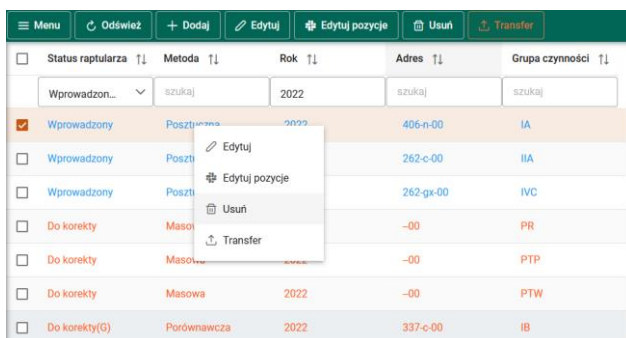 Menu Odśwież Dodaj Edytuj Edytuj pozycje Usuń Transfer
Status raptularza Metoda Rok Adres Grupa czynności
Wprowadzon... szukaj 2022 szukaj szukaj
Wprowadzony Posztuczna 2022 406-n-00 IA
Edytuj
Wprowadzony 262-c-00 IIA
Edytuj pozycje
Wprowadzony 262-gx-00 IVC
Usuń
Do korekty --00 PR
Transfer
Do korekty Masowa 2022 --00 PTP
Do korekty Masowa 2022 --00 PTW
Do korekty(G) Porównawcza 2022 337-c-00 IB